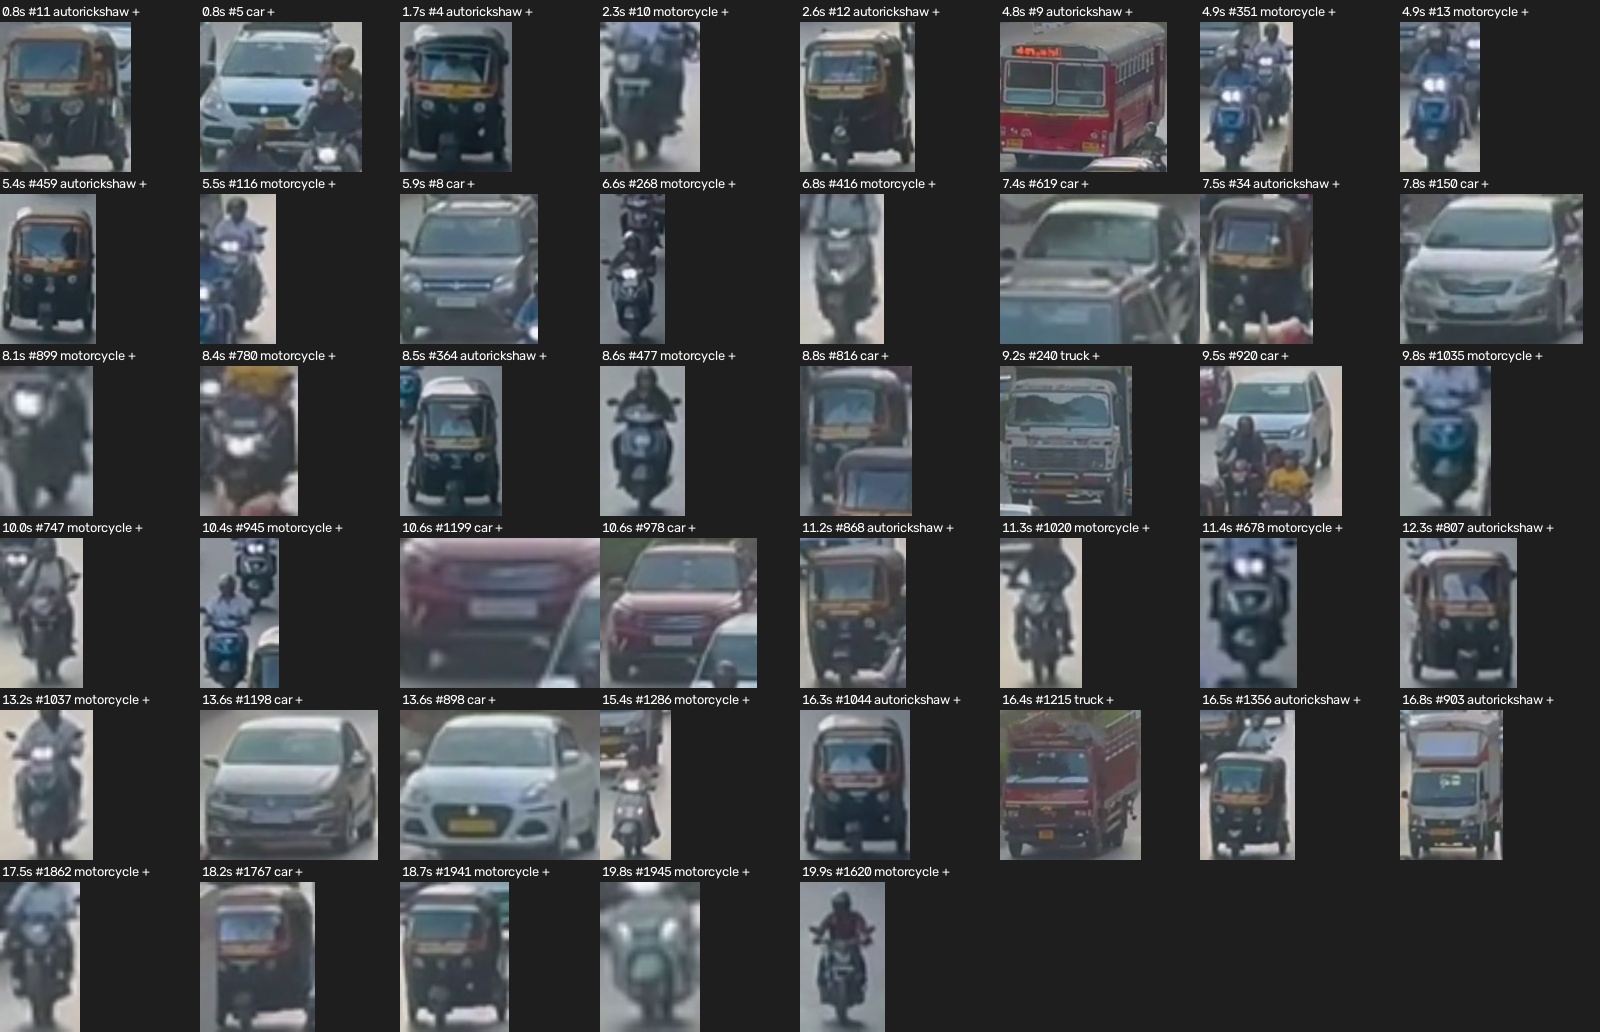 0.8s #11 autorickshaw +
0.8s #5 car +
1.7s #4 autorickshaw +
2.3s #10 motorcycle +
2.6s #12 autorickshaw +
4.8s #9 autorickshaw +
4.9s #351 motorcycle +
4.9s #13 motorcycle +
5.4s #459 autorickshaw +
5.5s #116 motorcycle +
5.9s #8 car +
6.6s #268 motorcycle +
6.8s #416 motorcycle +
7.4s #619 car +
7.5s #34 autorickshaw +
7.8s #150 car +
8.1s #899 motorcycle +
8.4s #780 motorcycle +
8.5s #364 autorickshaw +
8.6s #477 motorcycle +
8.8s #816 car +
9.2s #240 truck +
9.5s #920 car +
9.8s #1035 motorcycle +
10.0s #747 motorcycle +
10.4s #945 motorcycle +
10.6s #1199 car +
10.6s #978 car +
11.2s #868 autorickshaw +
11.3s #1020 motorcycle +
11.4s #678 motorcycle +
12.3s #807 autorickshaw +
13.2s #1037 motorcycle +
13.6s #1198 car +
13.6s #898 car +
15.4s #1286 motorcycle +
16.3s #1044 autorickshaw +
16.4s #1215 truck +
16.5s #1356 autorickshaw +
16.8s #903 autorickshaw +
17.5s #1862 motorcycle +
18.2s #1767 car +
18.7s #1941 motorcycle +
19.8s #1945 motorcycle +
19.9s #1620 motorcycle +